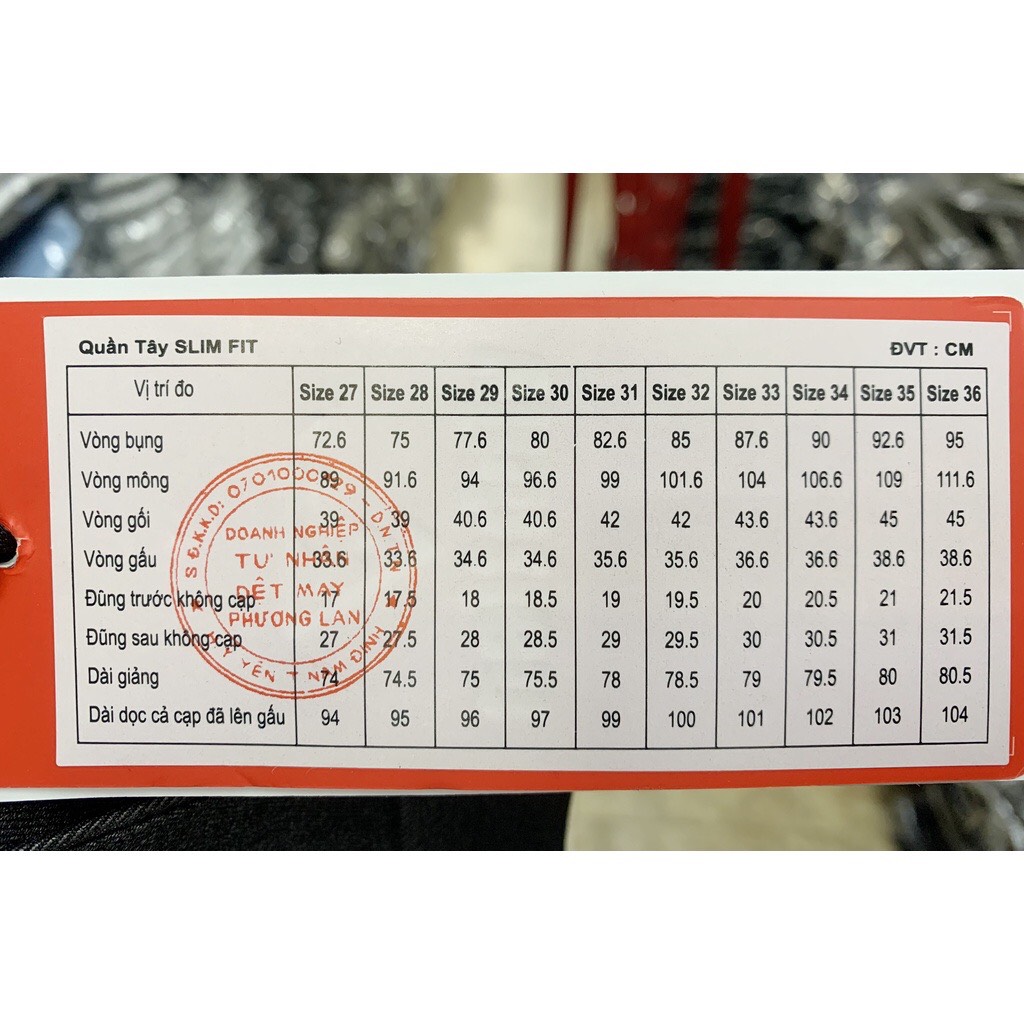 Quần Tây SLIM FIT ĐVT : CM
Vị trí đo Size 27 Size 28 Size 29 Size 30 Size 31 Size 32 Size 33 Size 34 Size 35 Size 36
Vòng bụng 72.6 75 77.6 80 82.6 85 87.6 90 92.6 95
Vòng mông 89 91.6 94 96.6 99 101.6 104 106.6 109 111.6
Vòng gối 39 39 40.6 40.6 42 42 43.6 43.6 45 45
Vòng gấu 33.6 33.6 34.6 34.6 35.6 35.6 36.6 36.6 38.6 38.6
Đũng trước không cạp 17 17.5 18 18.5 19 19.5 20 20.5 21 21.5
Đũng sau không cạp 27 27.5 28 28.5 29 29.5 30 30.5 31 31.5
Dài giảng 74 74.5 75 75.5 78 78.5 79 79.5 80 80.5
Dài dọc cả cạp đã lên gấu 94 95 96 97 99 100 101 102 103 104
S Đ.K.K.D: D.N.T.N
DOANH NGHIỆP
TƯ NHÂN
DỆT MAY
PHƯƠNG LAN
Ý YÊN T NAM ĐỊNH